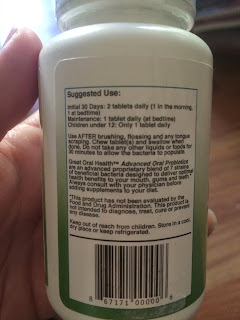 Suggested Use:
Initial 30 Days: 2 tablets daily (1 in the morning,
1 at bedtime)
Maintenance: 1 tablet daily (at bedtime)
Children under 12: Only 1 tablet daily
Use AFTER brushing, flossing and any tongue
scraping. Chew tablet(s) and swallow when
done. Do not take any other liquids or foods for
30 minutes to allow the bacteria to populate.
Great Oral Health™ Advanced Oral Probiotics
are an advanced proprietary blend of 7 strains
of beneficial bacteria designed to deliver optimal
health benefits to your mouth, gums and teeth.*
Always consult with your physician before
adding supplements to your diet.
*This product has not been evaluated by the
Food and Drug Administration. This product is
not intended to diagnose, treat, cure or prevent
any disease.
Keep out of reach from children. Store in a cool,
dry place or keep refrigerated.
8 67171 00000 8